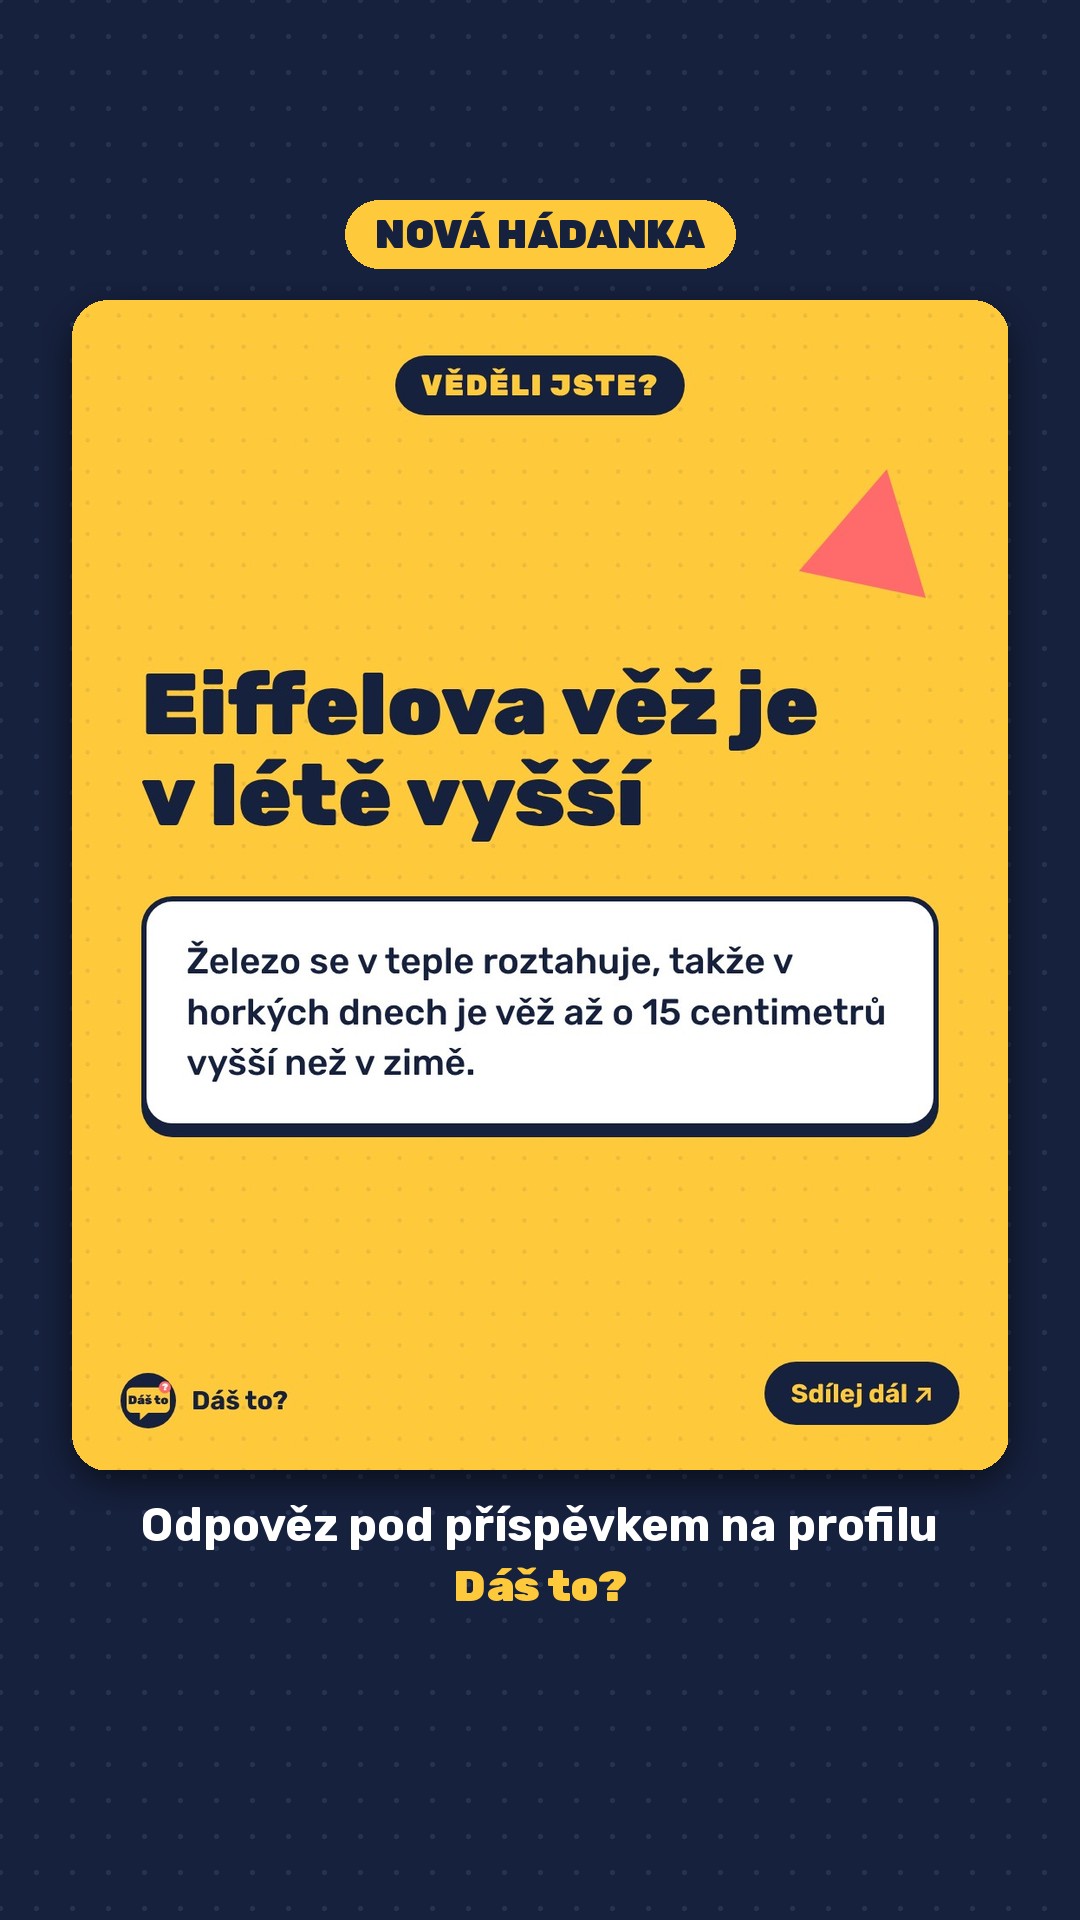 NOVÁ HÁDANKA
VĚDĚLI JSTE?
Eiffelova věž je
v létě vyšší
Železo se v teple roztahuje, takže v
horkých dnech je věž až o 15 centimetrů
vyšší než v zimě.
Dáš to ?
Dáš to?
Sdílej dál ↗
Odpověz pod příspěvkem na profilu
Dáš to?